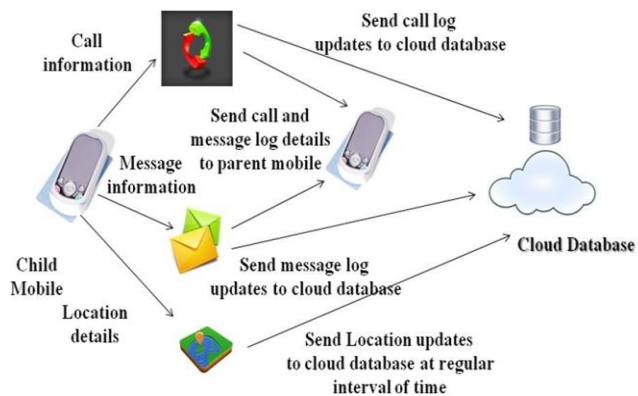 Call
information
Send call log
updates to cloud database
Send call and
message log details
to parent mobile
Message
information
Child
Mobile
Send message log
updates to cloud database
Cloud Database
Location
details
Send Location updates
to cloud database at regular
interval of time